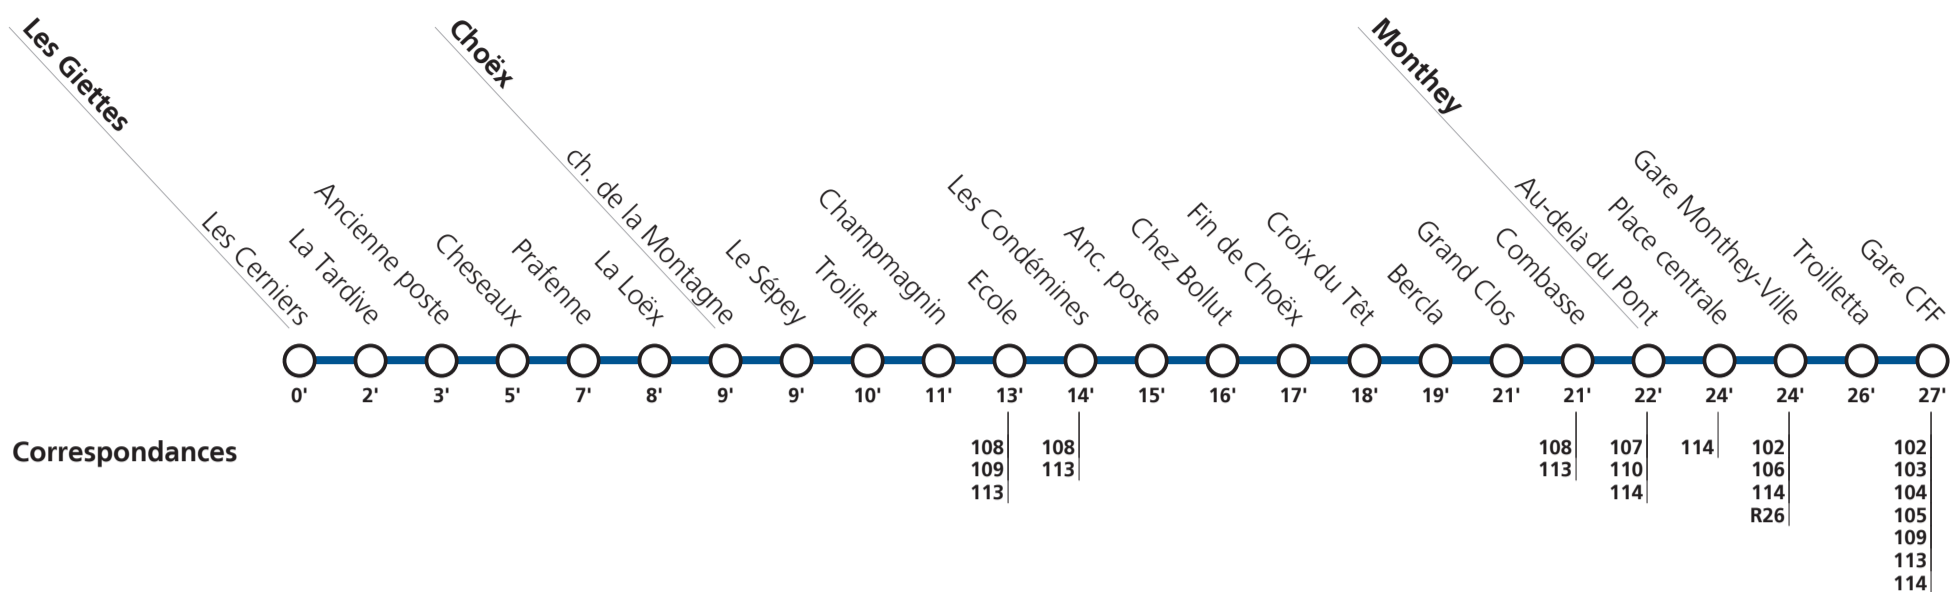 Les Giettes
Choëx
Monthey
Les Cerniers
La Tardive
Ancienne poste
Cheseaux
Prafenne
La Loëx
ch. de la Montagne
Le Sépey
Troillet
Champmagnin
Ecole
Les Condémines
Anc. poste
Chez Bollut
Fin de Choëx
Croix du Têt
Bercla
Grand Clos
Combasse
Au-delà du Pont
Place centrale
Gare Monthey-Ville
Troilletta
Gare CFF
0' 2' 3' 5' 7' 8' 9' 9' 10' 11' 13' 14' 15' 16' 17' 18' 19' 21' 21' 22' 24' 24' 26' 27'
Correspondances
108 108 108 107 114 102 102
109 113 113 110 106 103
113 114 114 104
R26 105
109
113
114